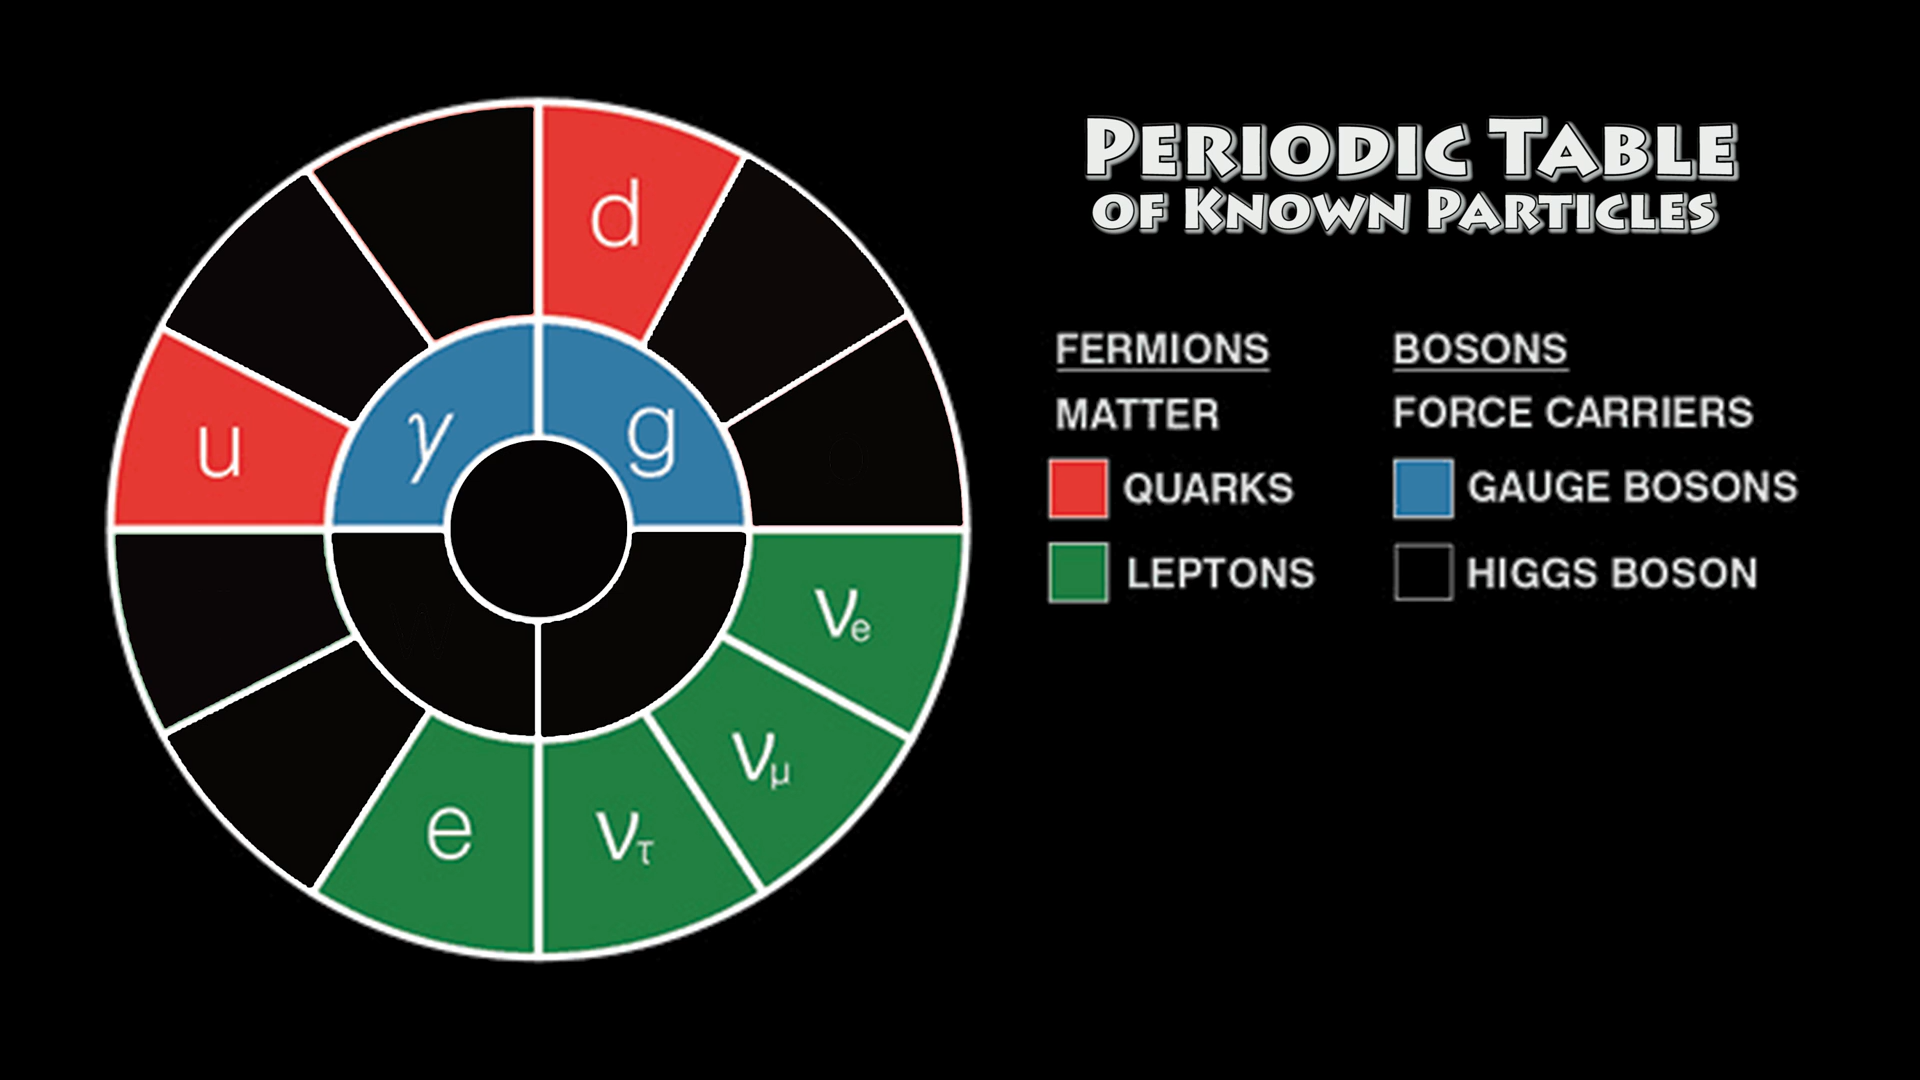 PERIODIC TABLE
OF KNOWN PARTICLES
d
u
γ
g
νe
νμ
ντ
e
FERMIONS
MATTER
QUARKS
LEPTONS
BOSONS
FORCE CARRIERS
GAUGE BOSONS
HIGGS BOSON